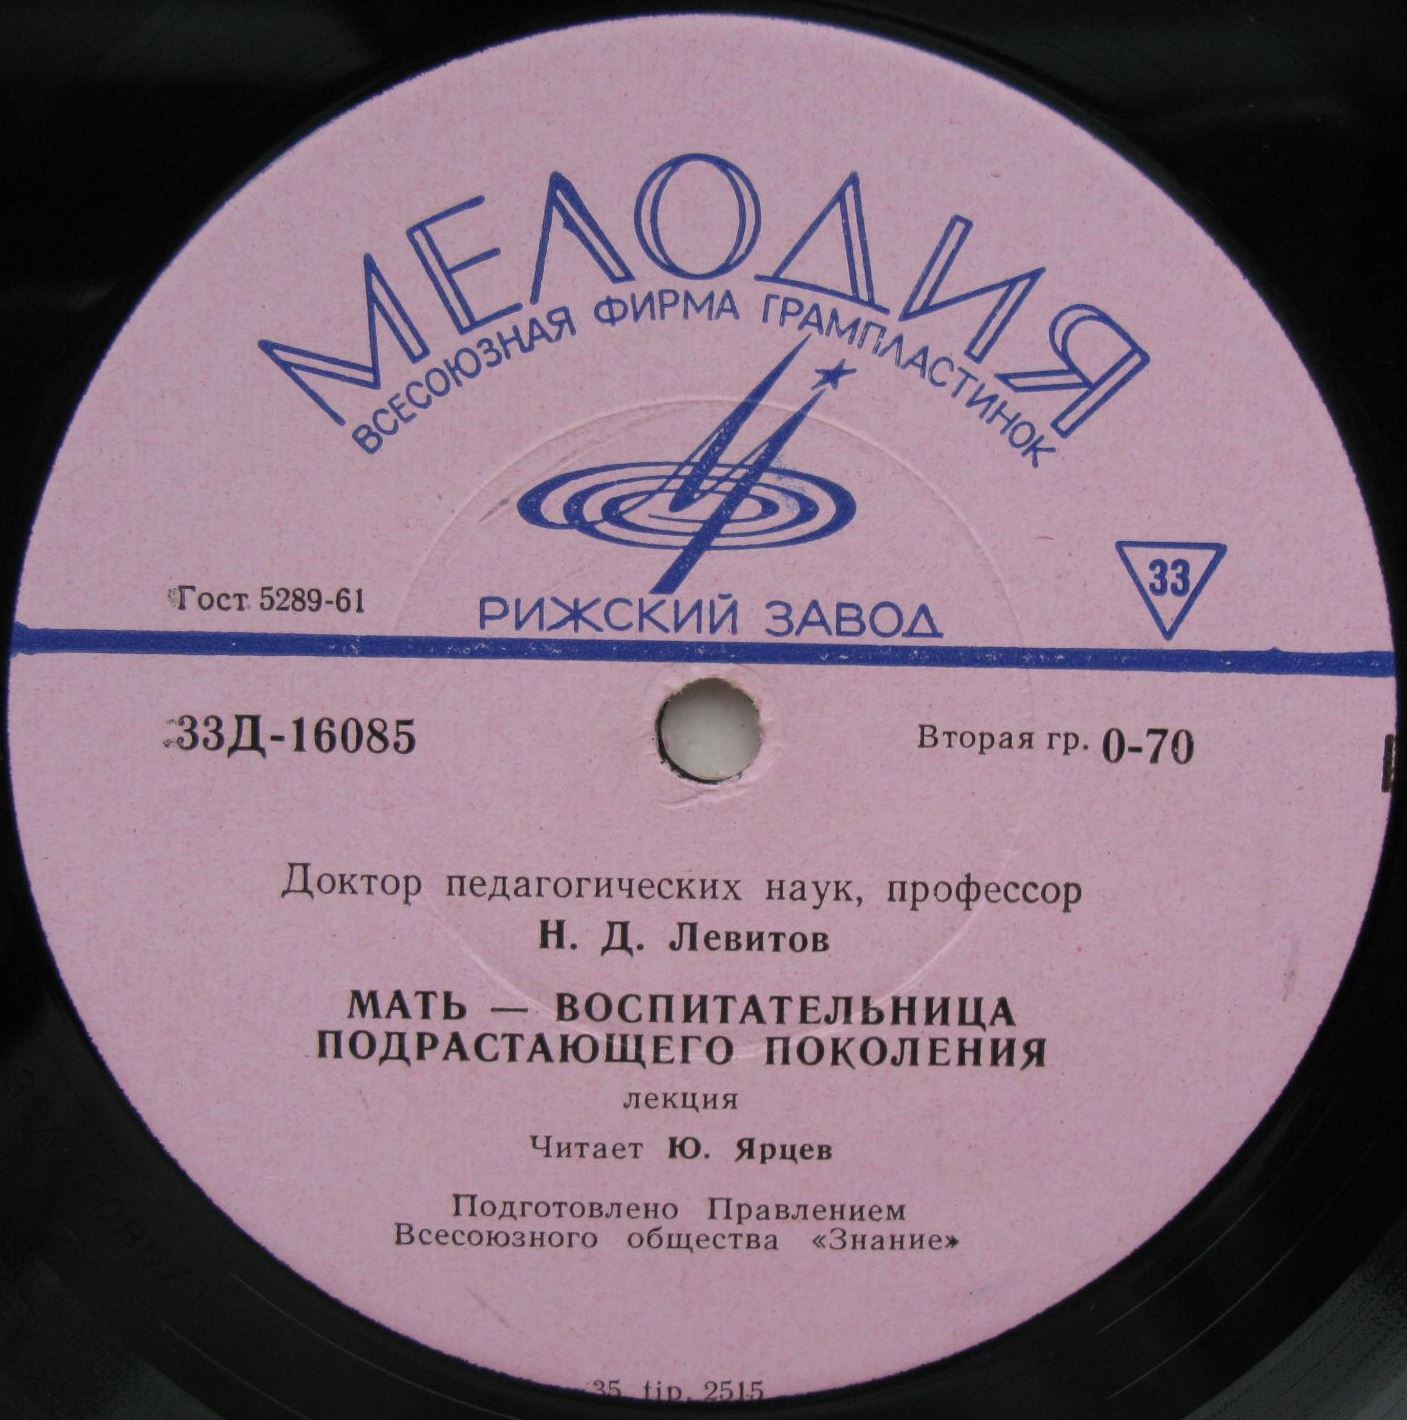 МЕЛОДИЯ
ВСЕСОЮЗНАЯ ФИРМА ГРАМПЛАСТИНОК
33
Гост 5289-61
РИЖСКИЙ ЗАВОД
33Д-16085
Вторая гр. 0-70
Доктор педагогических наук, профессор
Н. Д. Левитов
МАТЬ — ВОСПИТАТЕЛЬНИЦА
ПОДРАСТАЮЩЕГО ПОКОЛЕНИЯ
лекция
Читает Ю. Ярцев
Подготовлено Правлением
Всесоюзного общества «Знание»
35. tip. 2515